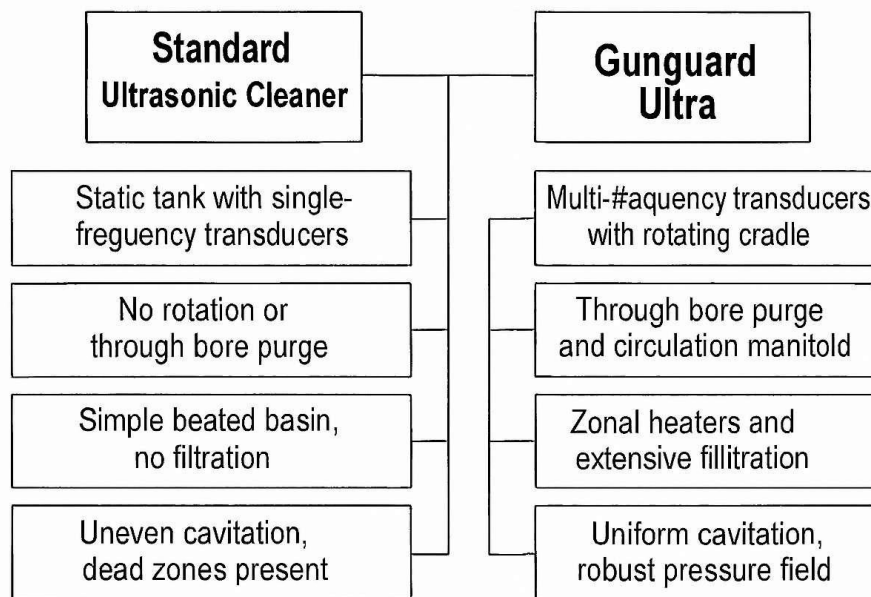 Standard
Ultrasonic Cleaner
Gunguard
Ultra
Static tank with single-
freguency transducers
Multi-#aquency transducers
with rotating cradle
No rotation or
through bore purge
Through bore purge
and circulation manitold
Simple beated basin,
no filtration
Zonal heaters and
extensive fillitration
Uneven cavitation,
dead zones present
Uniform cavitation,
robust pressure field